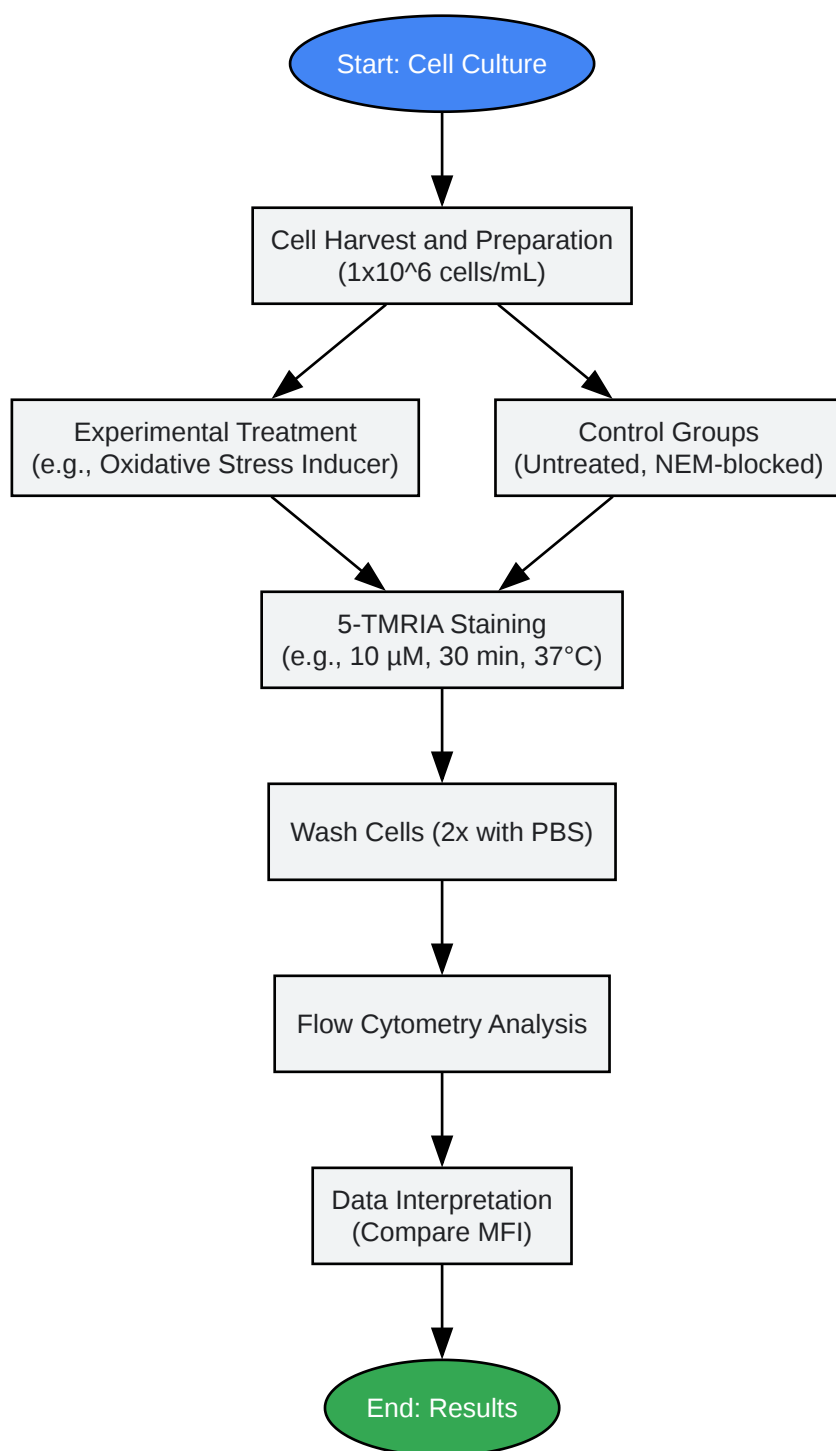 Start: Cell Culture
Cell Harvest and Preparation
(1x10^6 cells/mL)
Experimental Treatment
(e.g., Oxidative Stress Inducer)
Control Groups
(Untreated, NEM-blocked)
5-TMRIA Staining
(e.g., 10 µM, 30 min, 37°C)
Wash Cells (2x with PBS)
Flow Cytometry Analysis
Data Interpretation
(Compare MFI)
End: Results